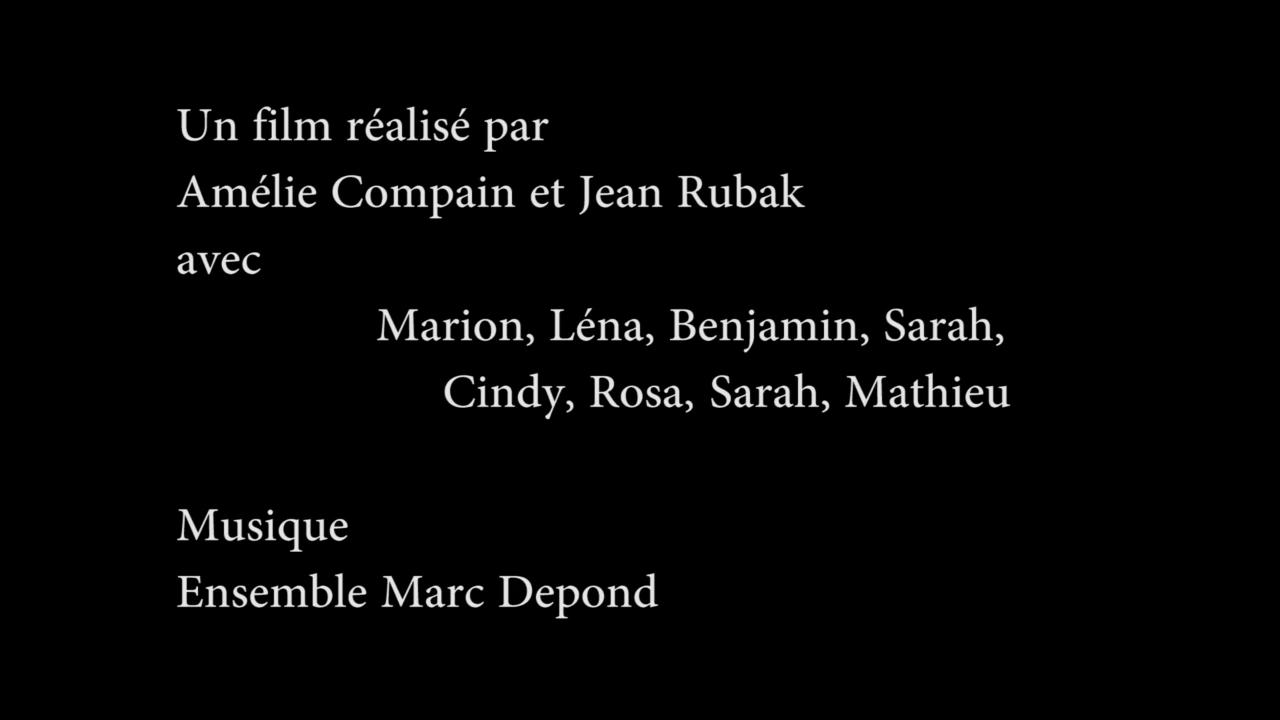 Un film réalisé par
Amélie Compain et Jean Rubak
avec
Marion, Léna, Benjamin, Sarah,
Cindy, Rosa, Sarah, Mathieu
Musique
Ensemble Marc Depond